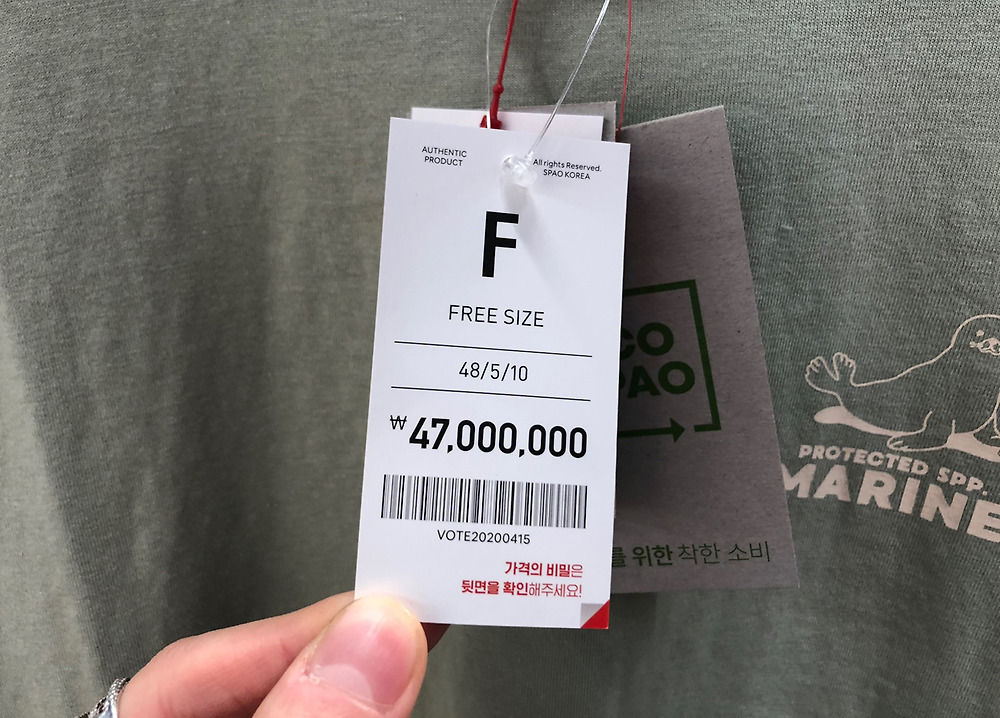 AUTHENTIC
PRODUCT
All rights Reserved.
SPAO KOREA
F
FREE SIZE
48/5/10
₩47,000,000
VOTE20200415
가격의 비밀은
뒷면을 확인해주세요!
위한 착한 소비
PROTECTED SPP.
MARINE